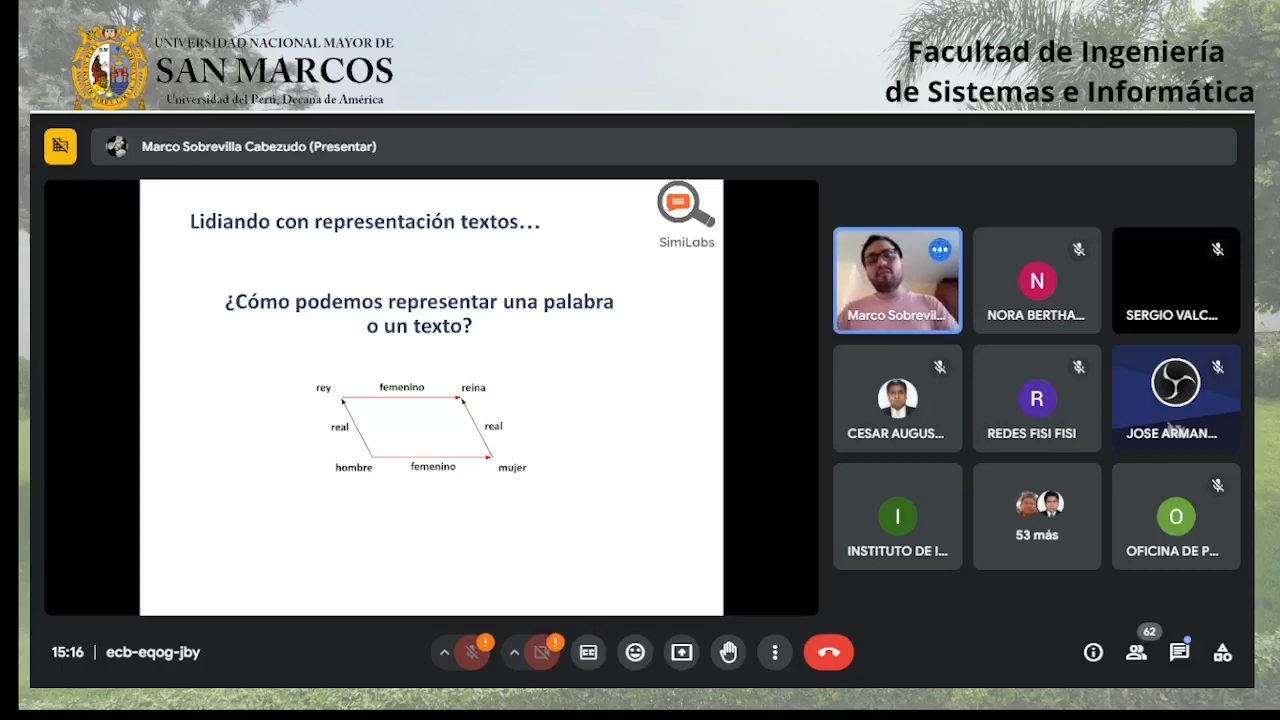 UNIVERSIDAD NACIONAL MAYOR DE
SAN MARCOS
Universidad del Perú, Decana de América
Facultad de Ingeniería
de Sistemas e Informática
Marco Sobrevilla Cabezudo (Presentar)
Lidiando con representación textos…
SimiLabs
¿Cómo podemos representar una palabra
o un texto?
rey
femenino
reina
real
real
hombre
femenino
mujer
Marco Sobrevil...
N
NORA BERTHA...
SERGIO VALC...
CESAR AUGUS...
R
REDES FISI FISI
JOSE ARMAN...
I
INSTITUTO DE I...
53 más
O
OFICINA DE P...
15:16 | ecb-eqog-jby
62